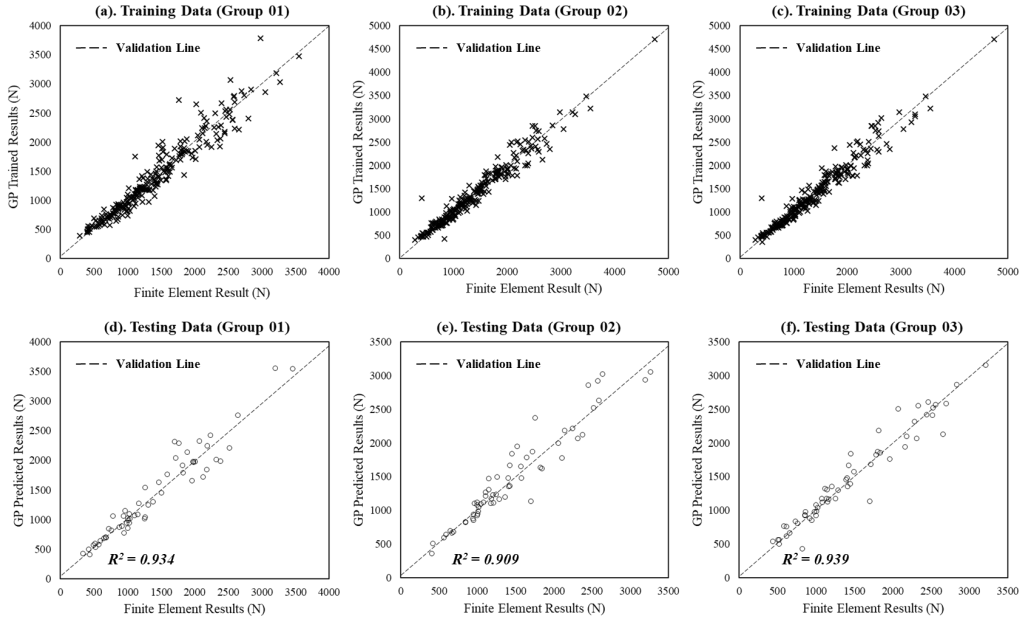 (a). Training Data (Group 01)
4000
3500
3000
2500
2000
1500
1000
500
0
GP Trained Results (N)
Validation Line
0 500 1000 1500 2000 2500 3000 3500 4000
Finite Element Result (N)
(b). Training Data (Group 02)
5000
4500
4000
3500
3000
2500
2000
1500
1000
500
0
GP Trained Results (N)
Validation Line
0 1000 2000 3000 4000 5000
Finite Element Results (N)
(c). Training Data (Group 03)
5000
4500
4000
3500
3000
2500
2000
1500
1000
500
0
GP Trained Results (N)
Validation Line
0 1000 2000 3000 4000 5000
Finite Element Results (N)
(d). Testing Data (Group 01)
4000
3500
3000
2500
2000
1500
1000
500
0
GP Predicted Results (N)
Validation Line
R² = 0.934
0 500 1000 1500 2000 2500 3000 3500 4000
Finite Element Results (N)
(e). Testing Data (Group 02)
3500
3000
2500
2000
1500
1000
500
0
GP Predicted Results (N)
Validation Line
R² = 0.909
0 500 1000 1500 2000 2500 3000 3500
Finite Element Results (N)
(f). Testing Data (Group 03)
3500
3000
2500
2000
1500
1000
500
0
GP Predicted Results (N)
Validation Line
R² = 0.939
0 500 1000 1500 2000 2500 3000 3500
Finite Element Results (N)